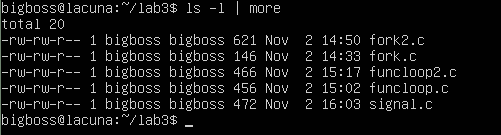 bigboss@lacuna:~/lab3$ ls -l | more
total 20
-rw-rw-r-- 1 bigboss bigboss 621 Nov  2 14:50 fork2.c
-rw-rw-r-- 1 bigboss bigboss 146 Nov  2 14:33 fork.c
-rw-rw-r-- 1 bigboss bigboss 466 Nov  2 15:17 funcloop2.c
-rw-rw-r-- 1 bigboss bigboss 456 Nov  2 15:02 funcloop.c
-rw-rw-r-- 1 bigboss bigboss 472 Nov  2 16:03 signal.c
bigboss@lacuna:~/lab3$ _